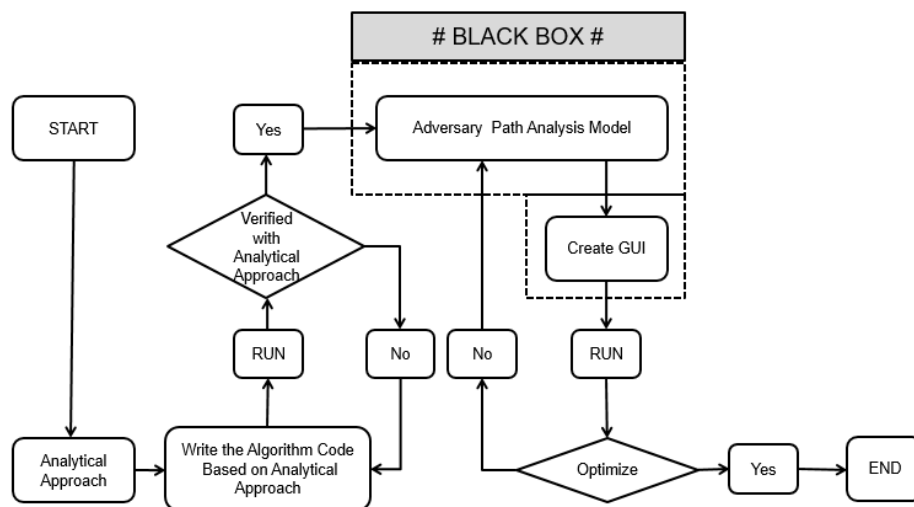 # BLACK BOX #
START
Yes
Adversary Path Analysis Model
Verified
with
Analytical
Approach
Create GUI
RUN
No
No
RUN
Analytical
Approach
Write the Algorithm Code
Based on Analytical
Approach
Optimize
Yes
END